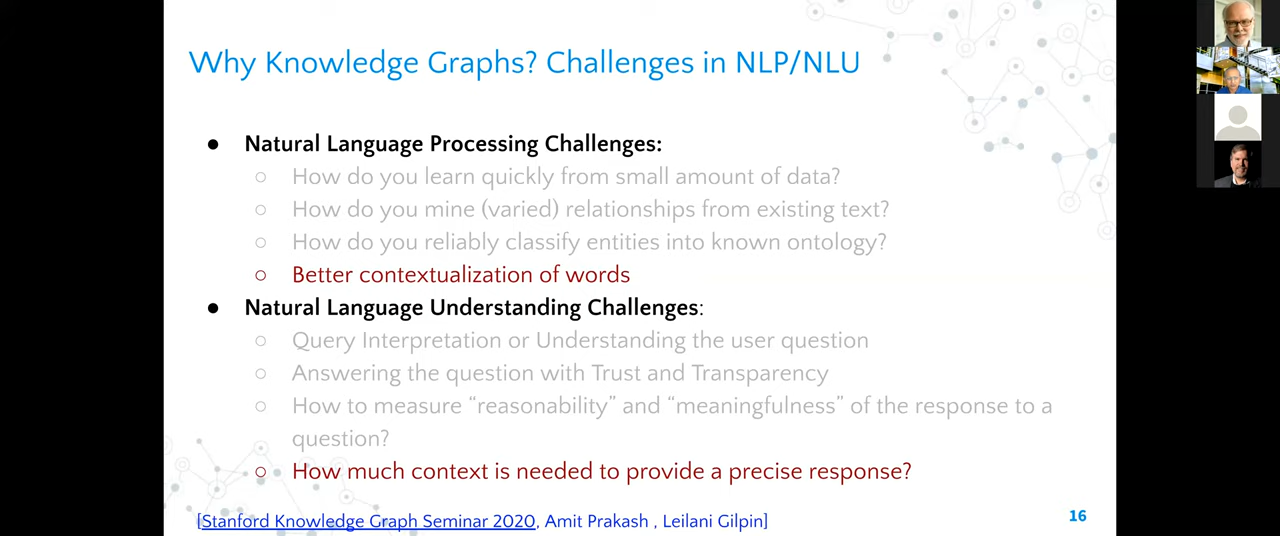 Why Knowledge Graphs? Challenges in NLP/NLU
● Natural Language Processing Challenges:
○ How do you learn quickly from small amount of data?
○ How do you mine (varied) relationships from existing text?
○ How do you reliably classify entities into known ontology?
○ Better contextualization of words
● Natural Language Understanding Challenges:
○ Query Interpretation or Understanding the user question
○ Answering the question with Trust and Transparency
○ How to measure “reasonability” and “meaningfulness” of the response to a
question?
○ How much context is needed to provide a precise response?
[Stanford Knowledge Graph Seminar 2020, Amit Prakash , Leilani Gilpin]
16